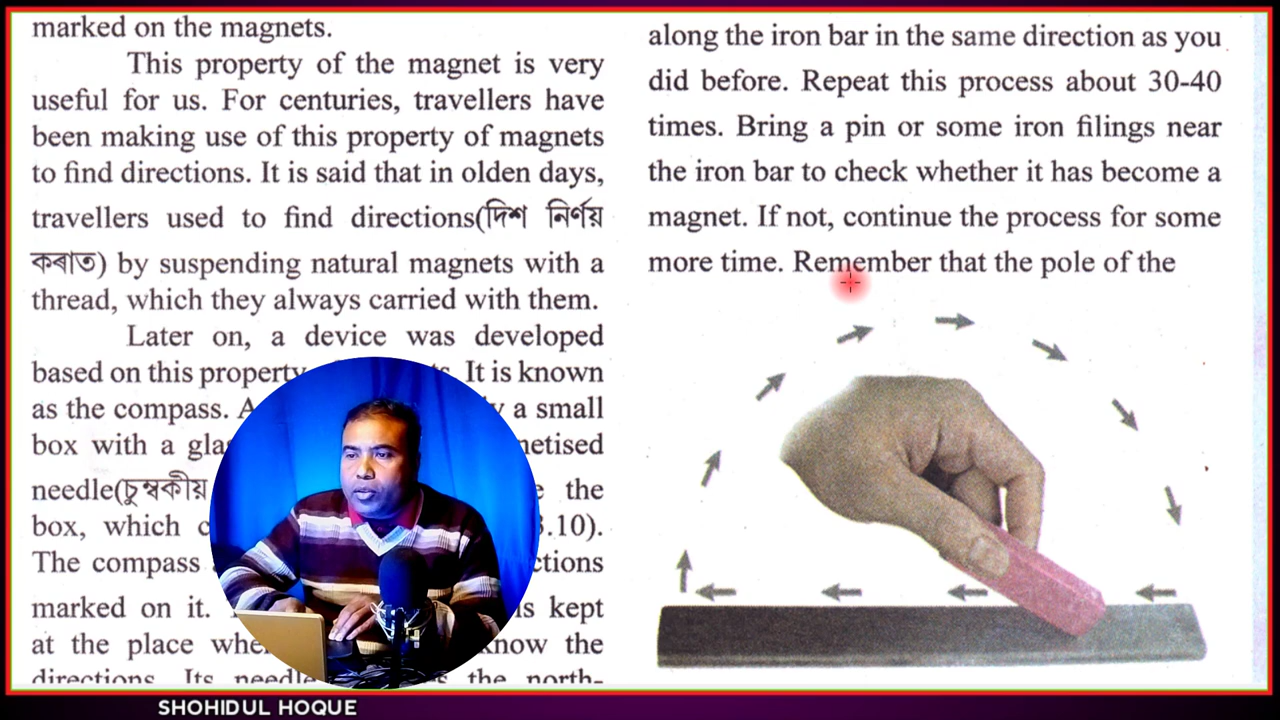 marked on the magnets.
This property of the magnet is very
useful for us. For centuries, travellers have
been making use of this property of magnets
to find directions. It is said that in olden days,
travellers used to find directions(দিশ নিৰ্ণয়
কৰাত) by suspending natural magnets with a
thread, which they always carried with them.
Later on, a device was developed
based on this property It is known
as the compass. a small
box with a
needle(চুম্বকীয় the
box, which
The compass
marked on it. is kept
at the place know the
directions. Its the north-
along the iron bar in the same direction as you
did before. Repeat this process about 30-40
times. Bring a pin or some iron filings near
the iron bar to check whether it has become a
magnet. If not, continue the process for some
more time. Remember that the pole of the
SHOHIDUL HOQUE